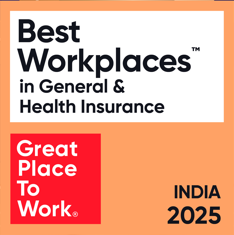 Best
Workplaces™
in General &
Health Insurance
Great
Place
To
Work®
INDIA
2025